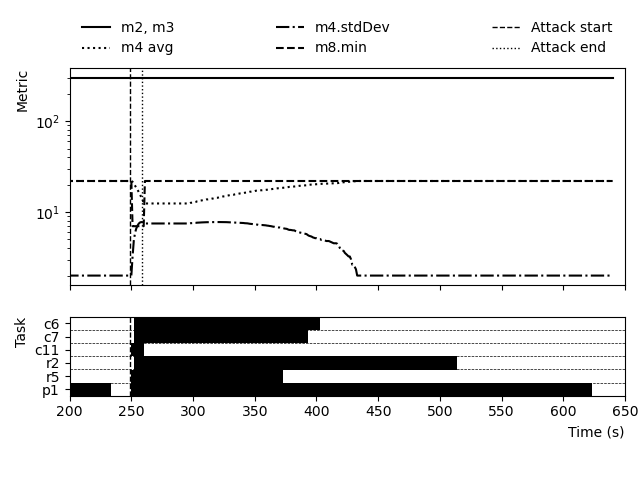 m2, m3 m4.stdDev Attack start
m4 avg m8.min Attack end
Metric
10²
10¹
Task
c6
c7
c11
r2
r5
p1
200 250 300 350 400 450 500 550 600 650
Time (s)